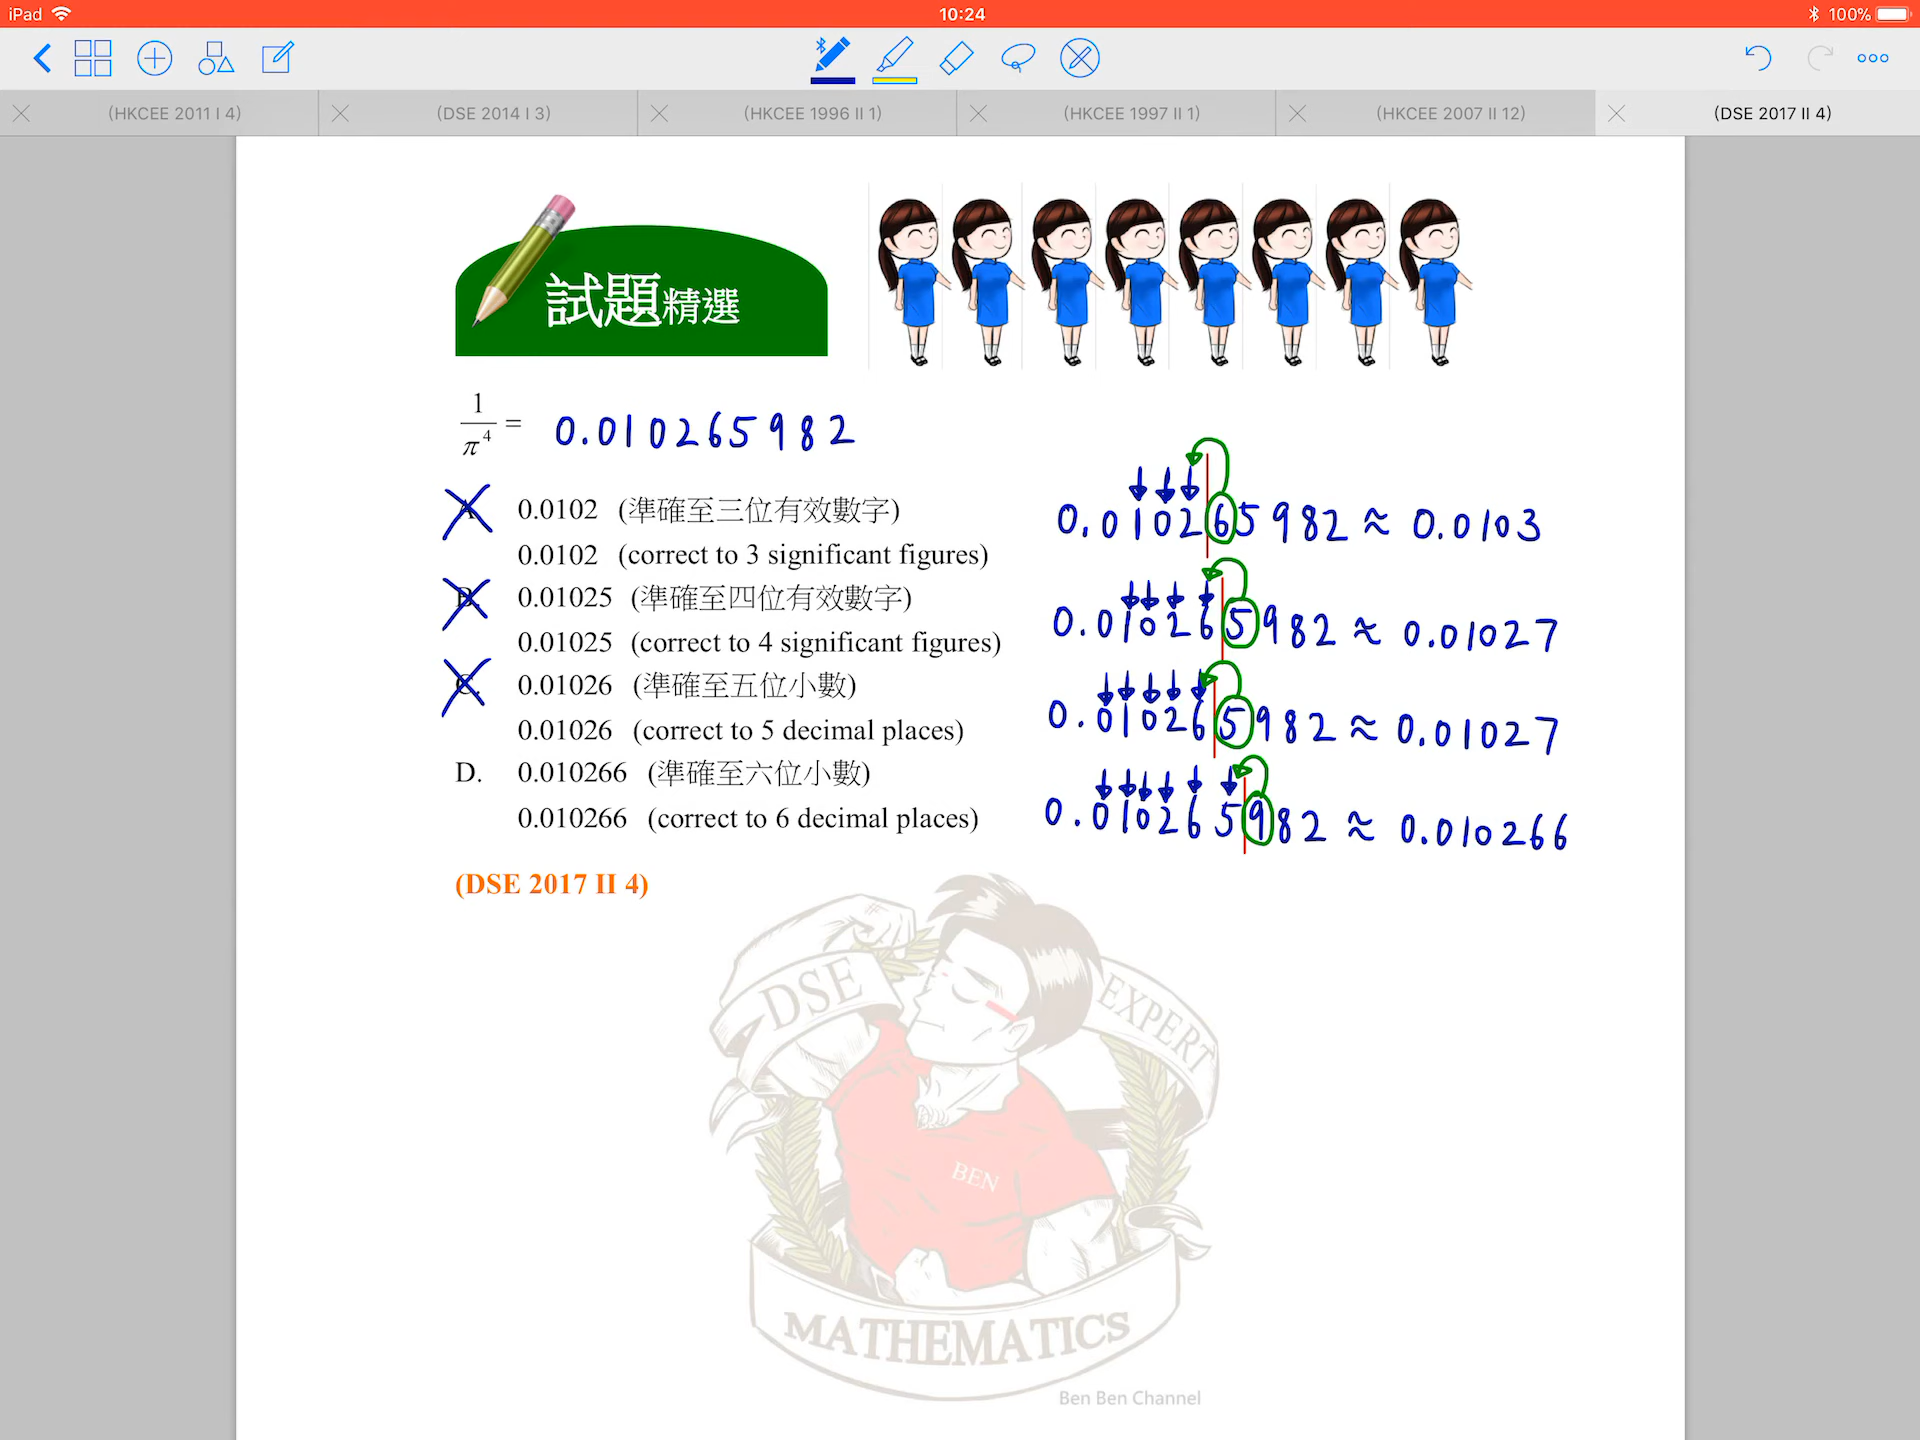 iPad 10:24 100%
(HKCEE 2011 I 4) (DSE 2014 I 3) (HKCEE 1996 II 1) (HKCEE 1997 II 1) (HKCEE 2007 II 12) (DSE 2017 II 4)
試題精選
1/π^4 = 0.010265982
A. 0.0102 (準確至三位有效數字) 0.010265982 ≈ 0.0103
0.0102 (correct to 3 significant figures)
B. 0.01025 (準確至四位有效數字) 0.010265982 ≈ 0.01027
0.01025 (correct to 4 significant figures)
C. 0.01026 (準確至五位小數) 0.010265982 ≈ 0.01027
0.01026 (correct to 5 decimal places)
D. 0.010266 (準確至六位小數) 0.010265982 ≈ 0.010266
0.010266 (correct to 6 decimal places)
(DSE 2017 II 4)
DSE EXPERT
BEN
MATHEMATICS
Ben Ben Channel